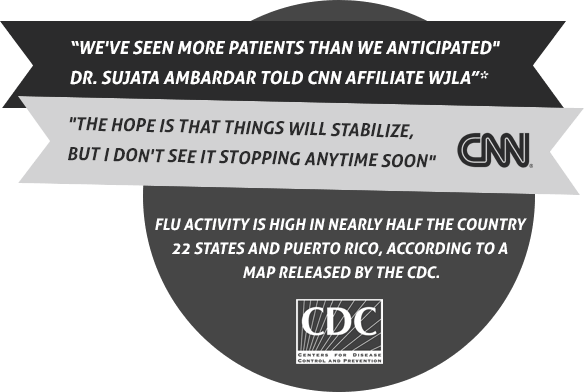 “WE'VE SEEN MORE PATIENTS THAN WE ANTICIPATED"
DR. SUJATA AMBARDAR TOLD CNN AFFILIATE WJLA”*
"THE HOPE IS THAT THINGS WILL STABILIZE,
BUT I DON'T SEE IT STOPPING ANYTIME SOON"
CNN
FLU ACTIVITY IS HIGH IN NEARLY HALF THE COUNTRY
22 STATES AND PUERTO RICO, ACCORDING TO A
MAP RELEASED BY THE CDC.
CDC
CENTERS FOR DISEASE
CONTROL AND PREVENTION